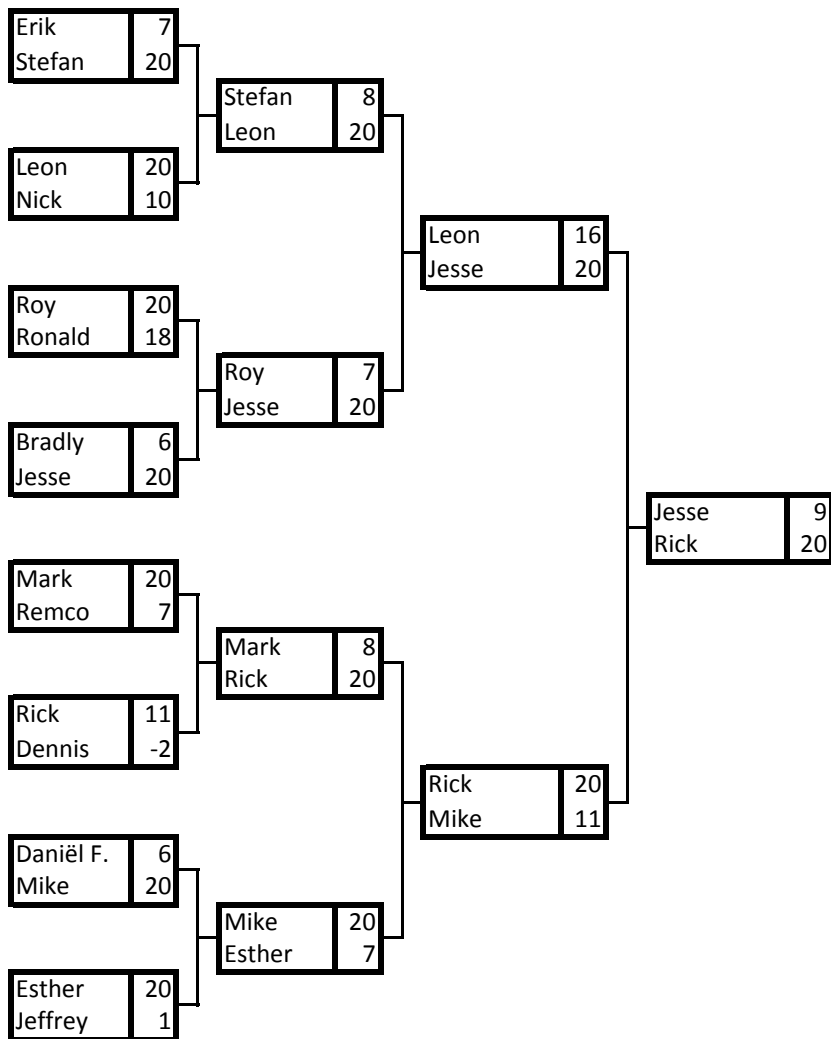 Erik 7
Stefan 20
Leon 20
Nick 10
Roy 20
Ronald 18
Bradly 6
Jesse 20
Mark 20
Remco 7
Rick 11
Dennis -2
Daniël F. 6
Mike 20
Esther 20
Jeffrey 1
Stefan 8
Leon 20
Roy 7
Jesse 20
Mark 8
Rick 20
Mike 20
Esther 7
Leon 16
Jesse 20
Rick 20
Mike 11
Jesse 9
Rick 20